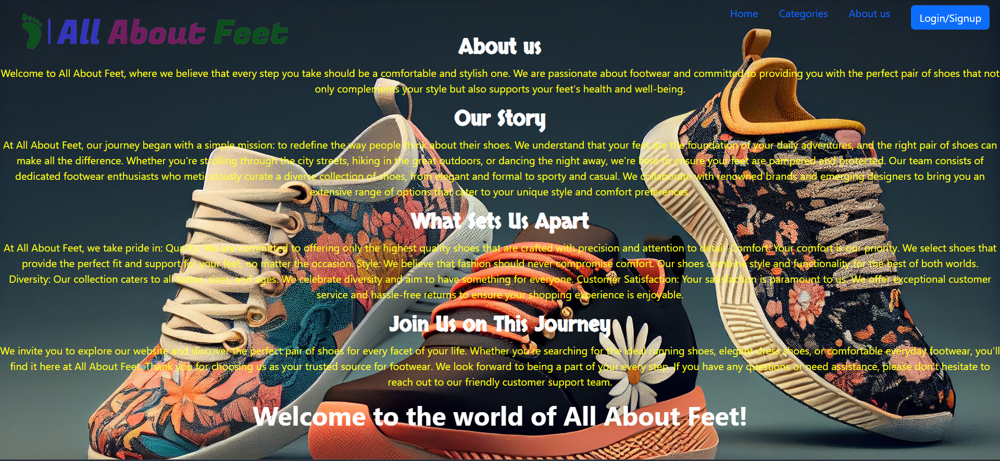 All About Feet
Home
Categories
About us
Login/Signup
About us
Welcome to All About Feet, where we believe that every step you take should be a comfortable and stylish one. We are passionate about footwear and committed to providing you with the perfect pair of shoes that not
only complements your style but also supports your feet's health and well-being.
Our Story
At All About Feet, our journey began with a simple mission: to redefine the way people think about their shoes. We understand that your feet are the foundation of your daily adventures, and the right pair of shoes can
make all the difference. Whether you're strolling through the city streets, hiking in the great outdoors, or dancing the night away, we're here to ensure your feet are pampered and protected. Our team consists of
dedicated footwear enthusiasts who meticulously curate a diverse collection of shoes, from elegant and formal to sporty and casual. We collaborate with renowned brands and emerging designers to bring you an
extensive range of options that cater to your unique style and comfort preferences.
What Sets Us Apart
At All About Feet, we take pride in: Quality: We are committed to offering only the highest quality shoes that are crafted with precision and attention to detail. Comfort: Your comfort is our priority. We select shoes that
provide the perfect fit and support for your feet, no matter the occasion. Style: We believe that fashion should never compromise comfort. Our shoes combine style and functionality for the best of both worlds.
Diversity: Our collection caters to all tastes, sizes, and ages. We celebrate diversity and aim to have something for everyone. Customer Satisfaction: Your satisfaction is paramount to us. We offer exceptional customer
service and hassle-free returns to ensure your shopping experience is enjoyable.
Join Us on This Journey
We invite you to explore our website and discover the perfect pair of shoes for every facet of your life. Whether you're searching for the ideal running shoes, elegant dress shoes, or comfortable everyday footwear, you'll
find it here at All About Feet. Thank you for choosing us as your trusted source for footwear. We look forward to being a part of your every step. If you have any questions or need assistance, please don't hesitate to
reach out to our friendly customer support team.
Welcome to the world of All About Feet!